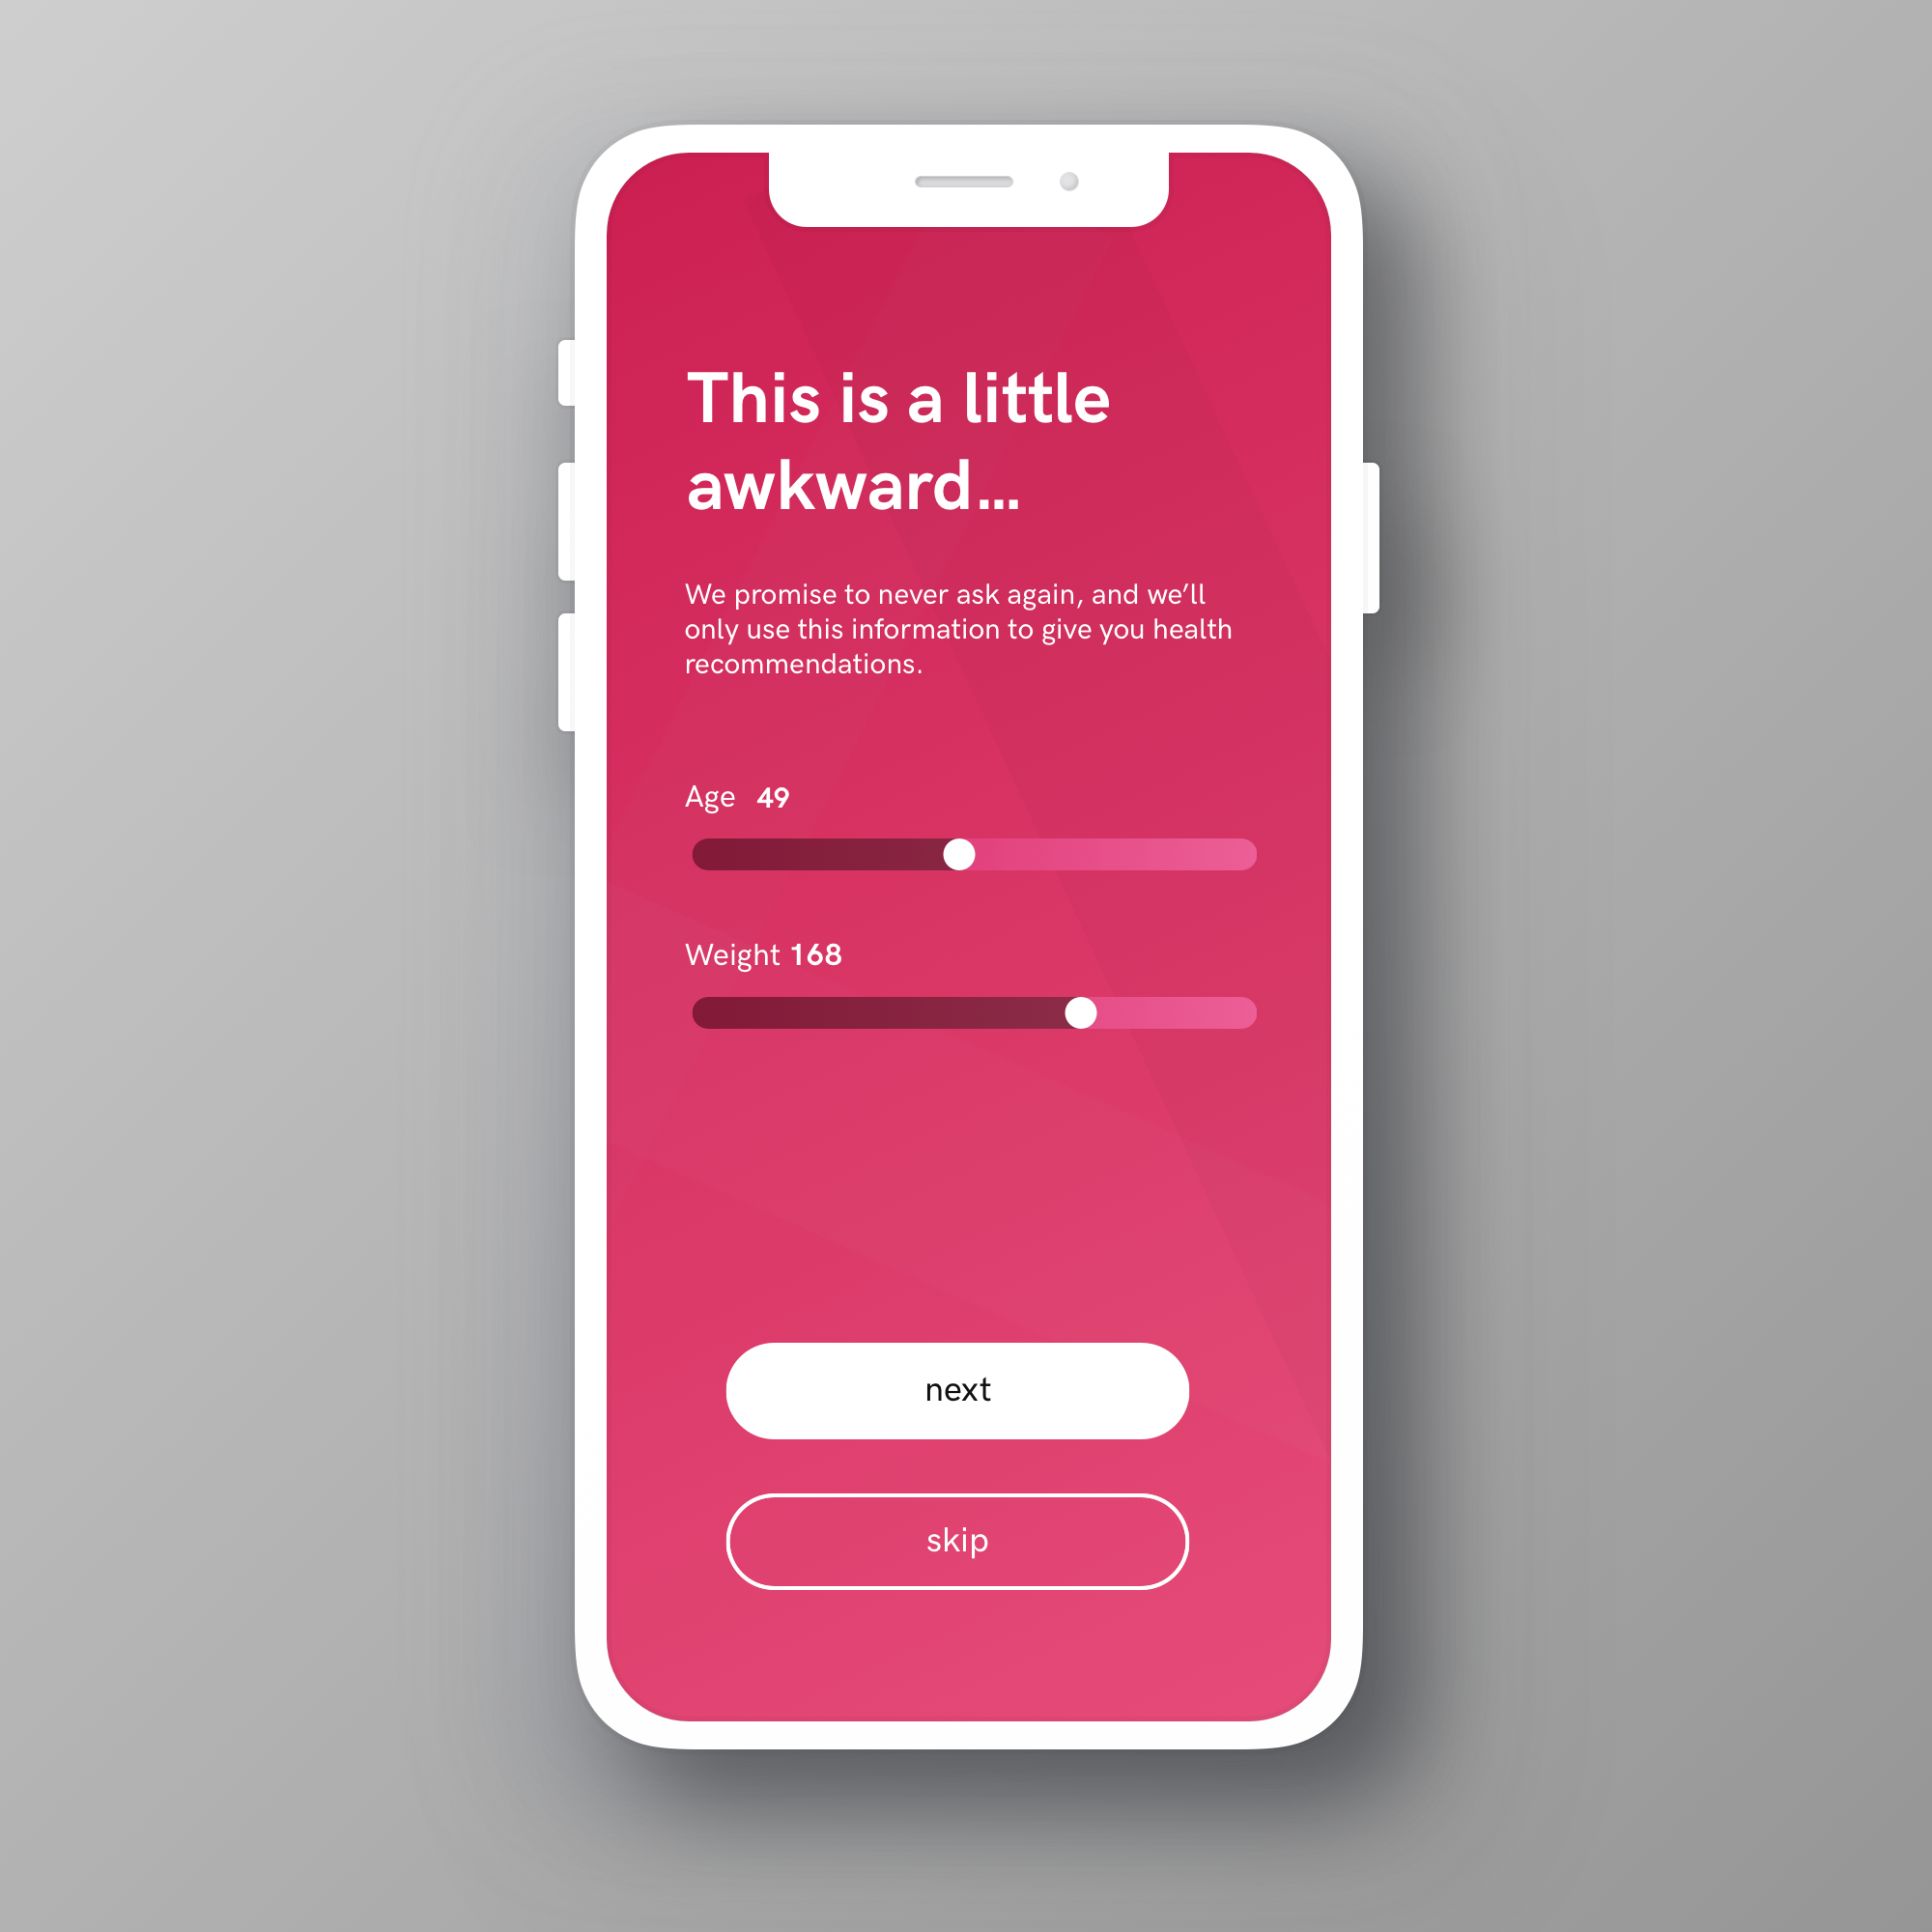 This is a little
awkward...
We promise to never ask again, and we’ll
only use this information to give you health
recommendations.
Age 49
Weight 168
next
skip